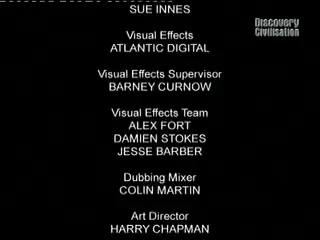 SUE INNES
Discovery
Civilisation
Visual Effects
ATLANTIC DIGITAL
Visual Effects Supervisor
BARNEY CURNOW
Visual Effects Team
ALEX FORT
DAMIEN STOKES
JESSE BARBER
Dubbing Mixer
COLIN MARTIN
Art Director
HARRY CHAPMAN